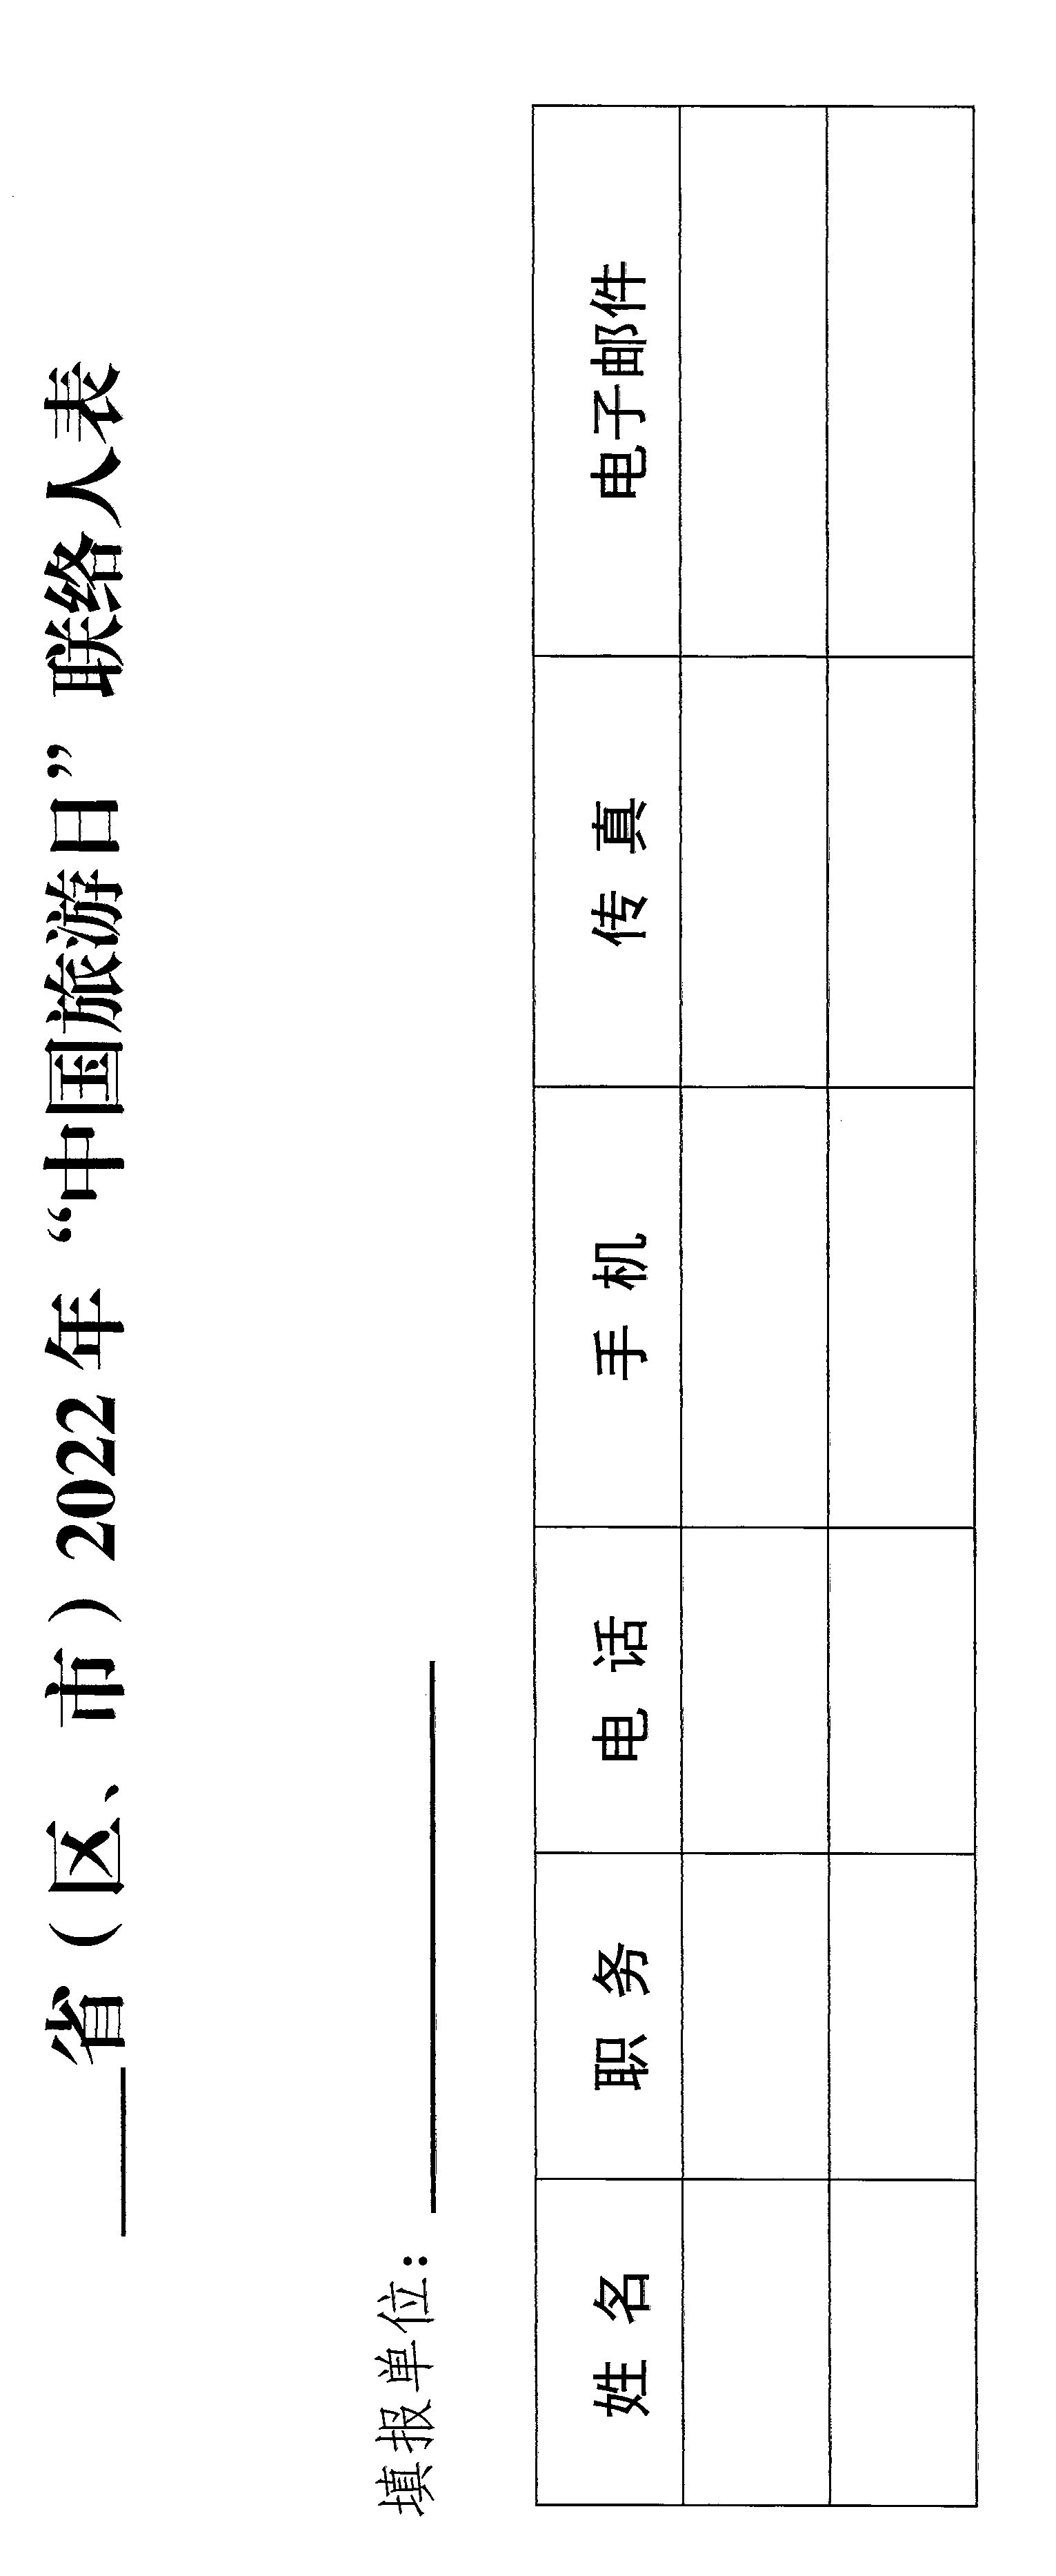 ____省（区、市）2022年“中国旅游日”联络人表
填报单位：____________
姓 名 职 务 电 话 手 机 传 真 电子邮件